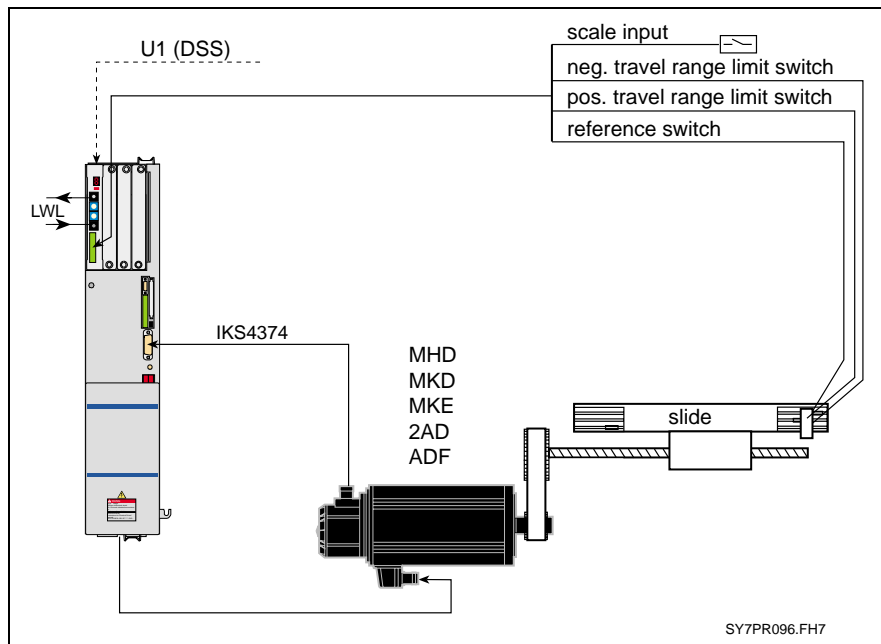 U1 (DSS)
scale input
neg. travel range limit switch
pos. travel range limit switch
reference switch
LWL
IKS4374
MHD
MKD
MKE
2AD
ADF
slide
SY7PR096.FH7